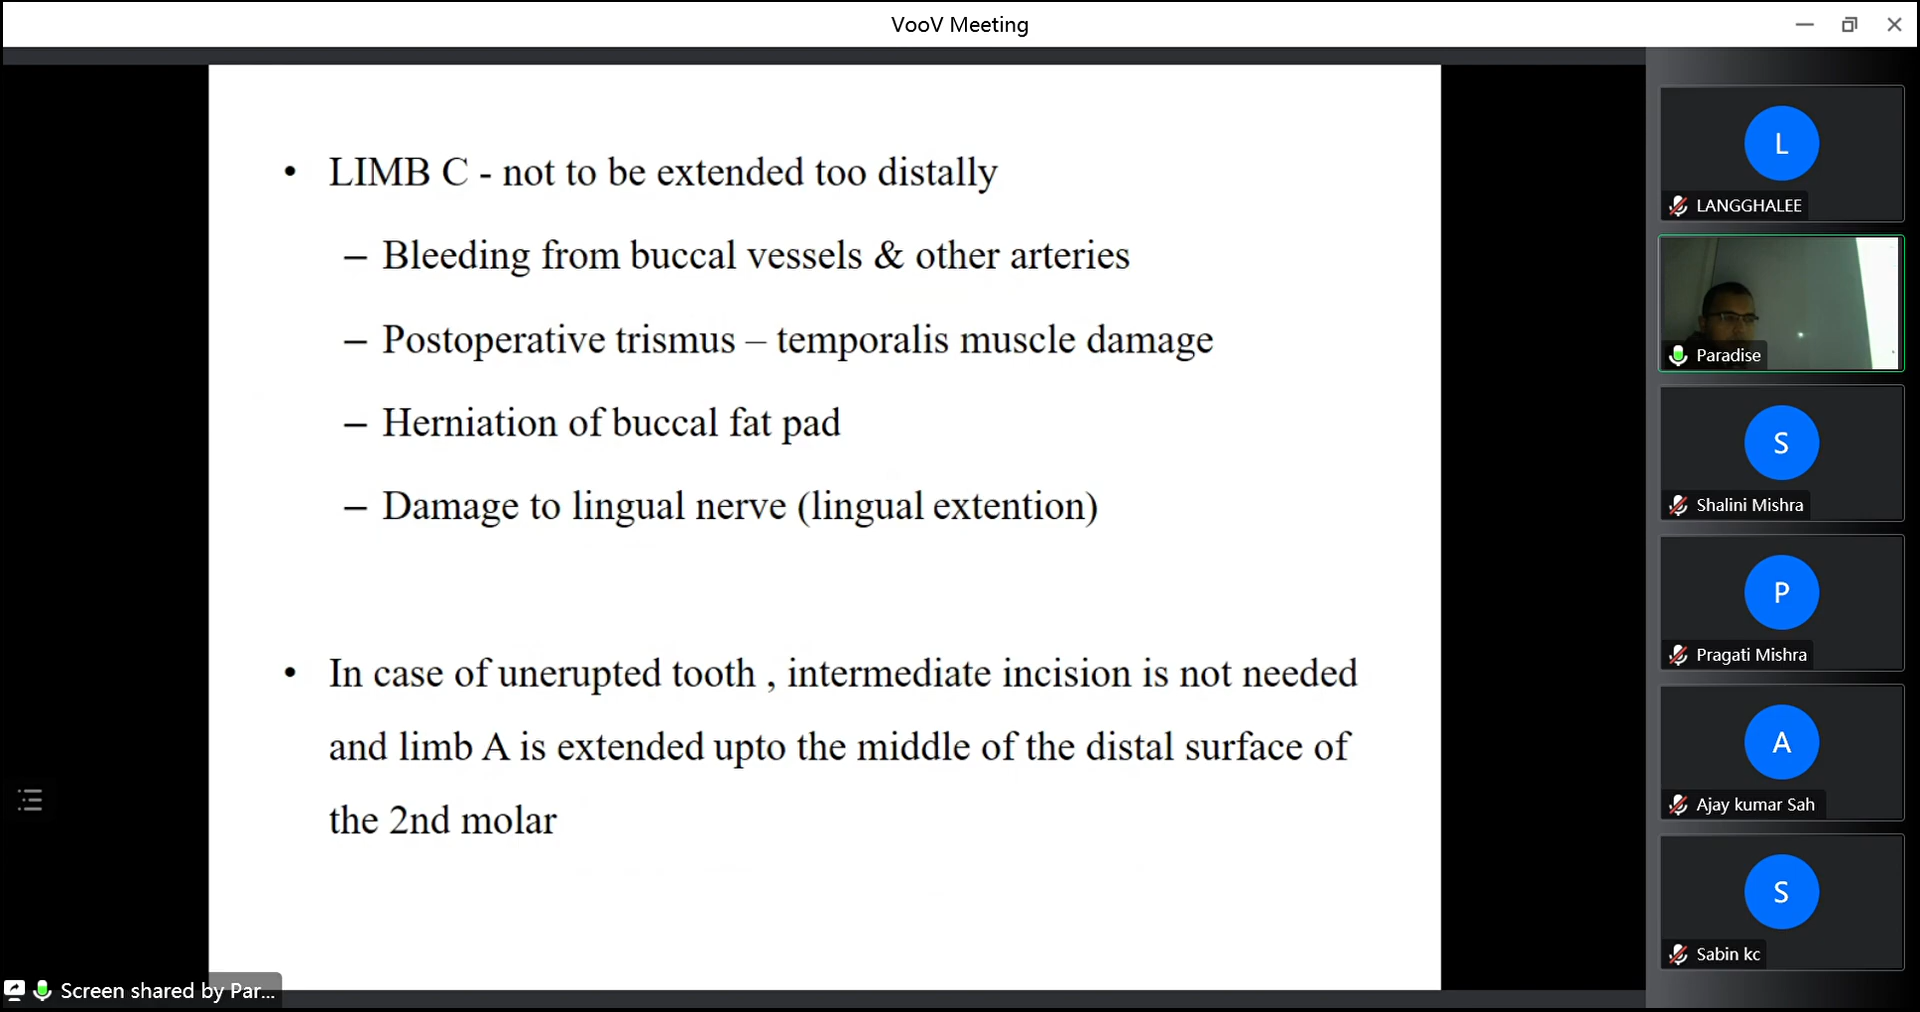 VooV Meeting
• LIMB C - not to be extended too distally
– Bleeding from buccal vessels & other arteries
– Postoperative trismus – temporalis muscle damage
– Herniation of buccal fat pad
– Damage to lingual nerve (lingual extention)
• In case of unerupted tooth , intermediate incision is not needed
and limb A is extended upto the middle of the distal surface of
the 2nd molar
Screen shared by Par...
L
LANGGHALEE
Paradise
S
Shalini Mishra
P
Pragati Mishra
A
Ajay kumar Sah
S
Sabin kc